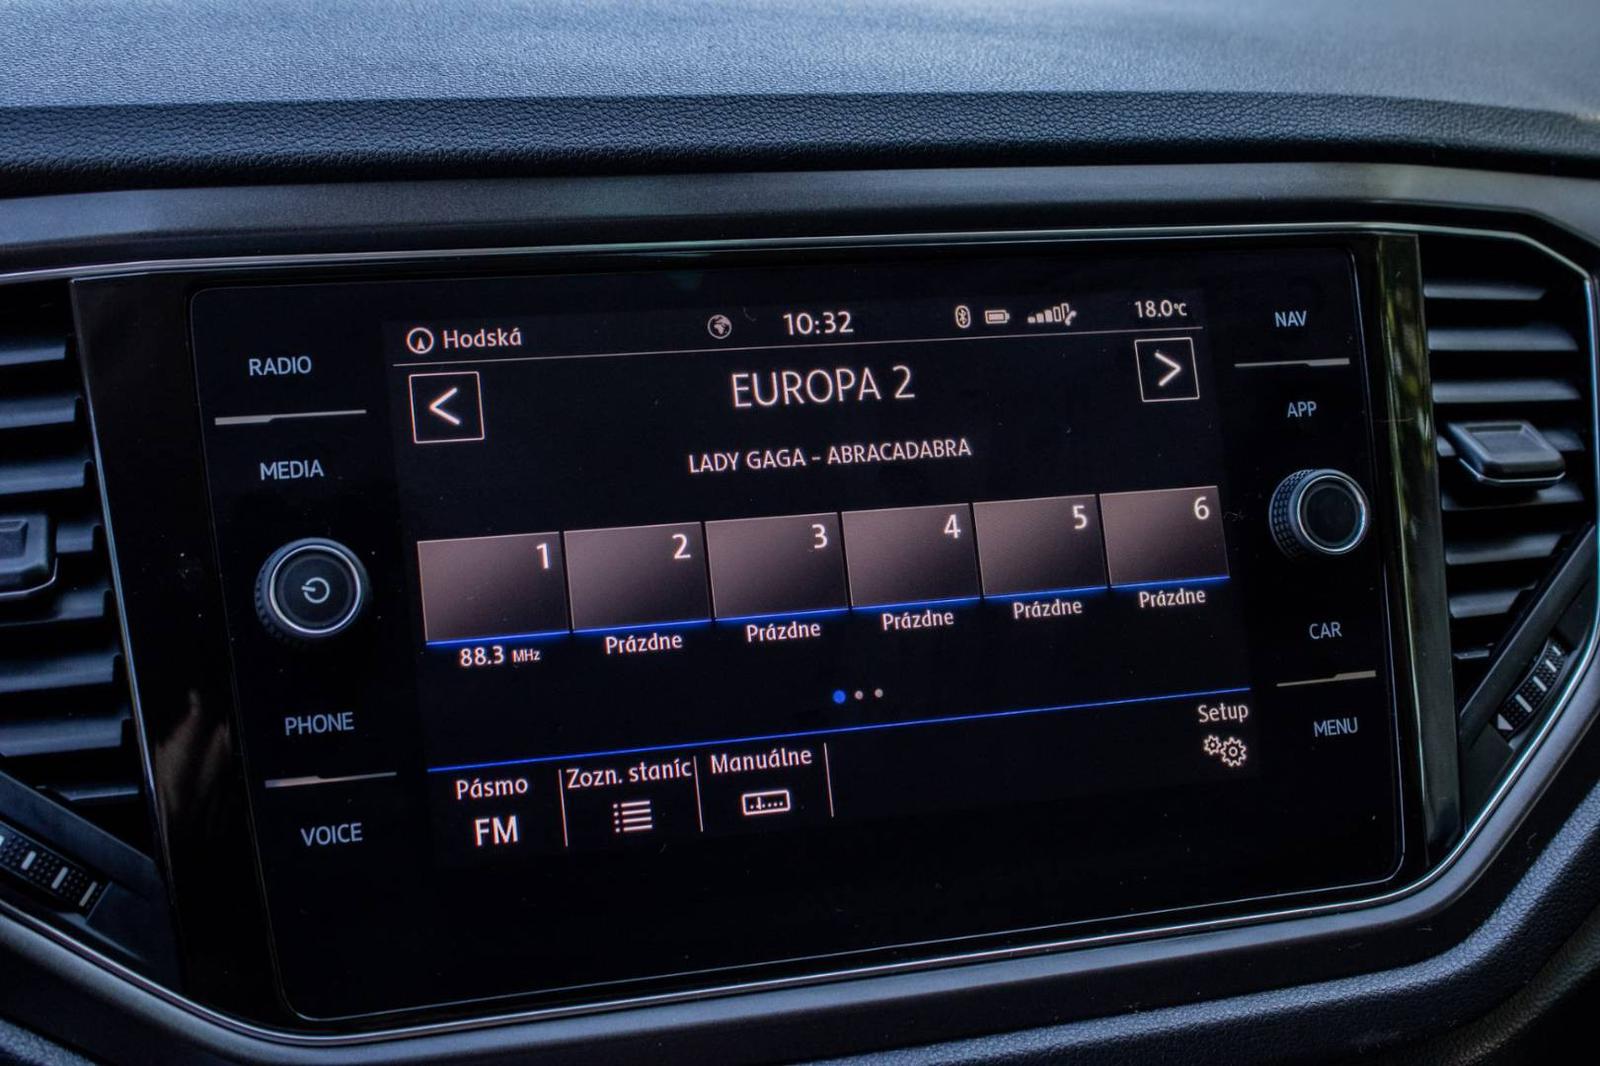 RADIO
MEDIA
PHONE
VOICE
Hodská
10:32
18.0°C
<
EUROPA 2
>
LADY GAGA - ABRACADABRA
1
2
3
4
5
6
88.3 MHz
Prázdne
Prázdne
Prázdne
Prázdne
Prázdne
Pásmo
FM
Zozn. staníc
Manuálne
Setup
NAV
APP
CAR
MENU